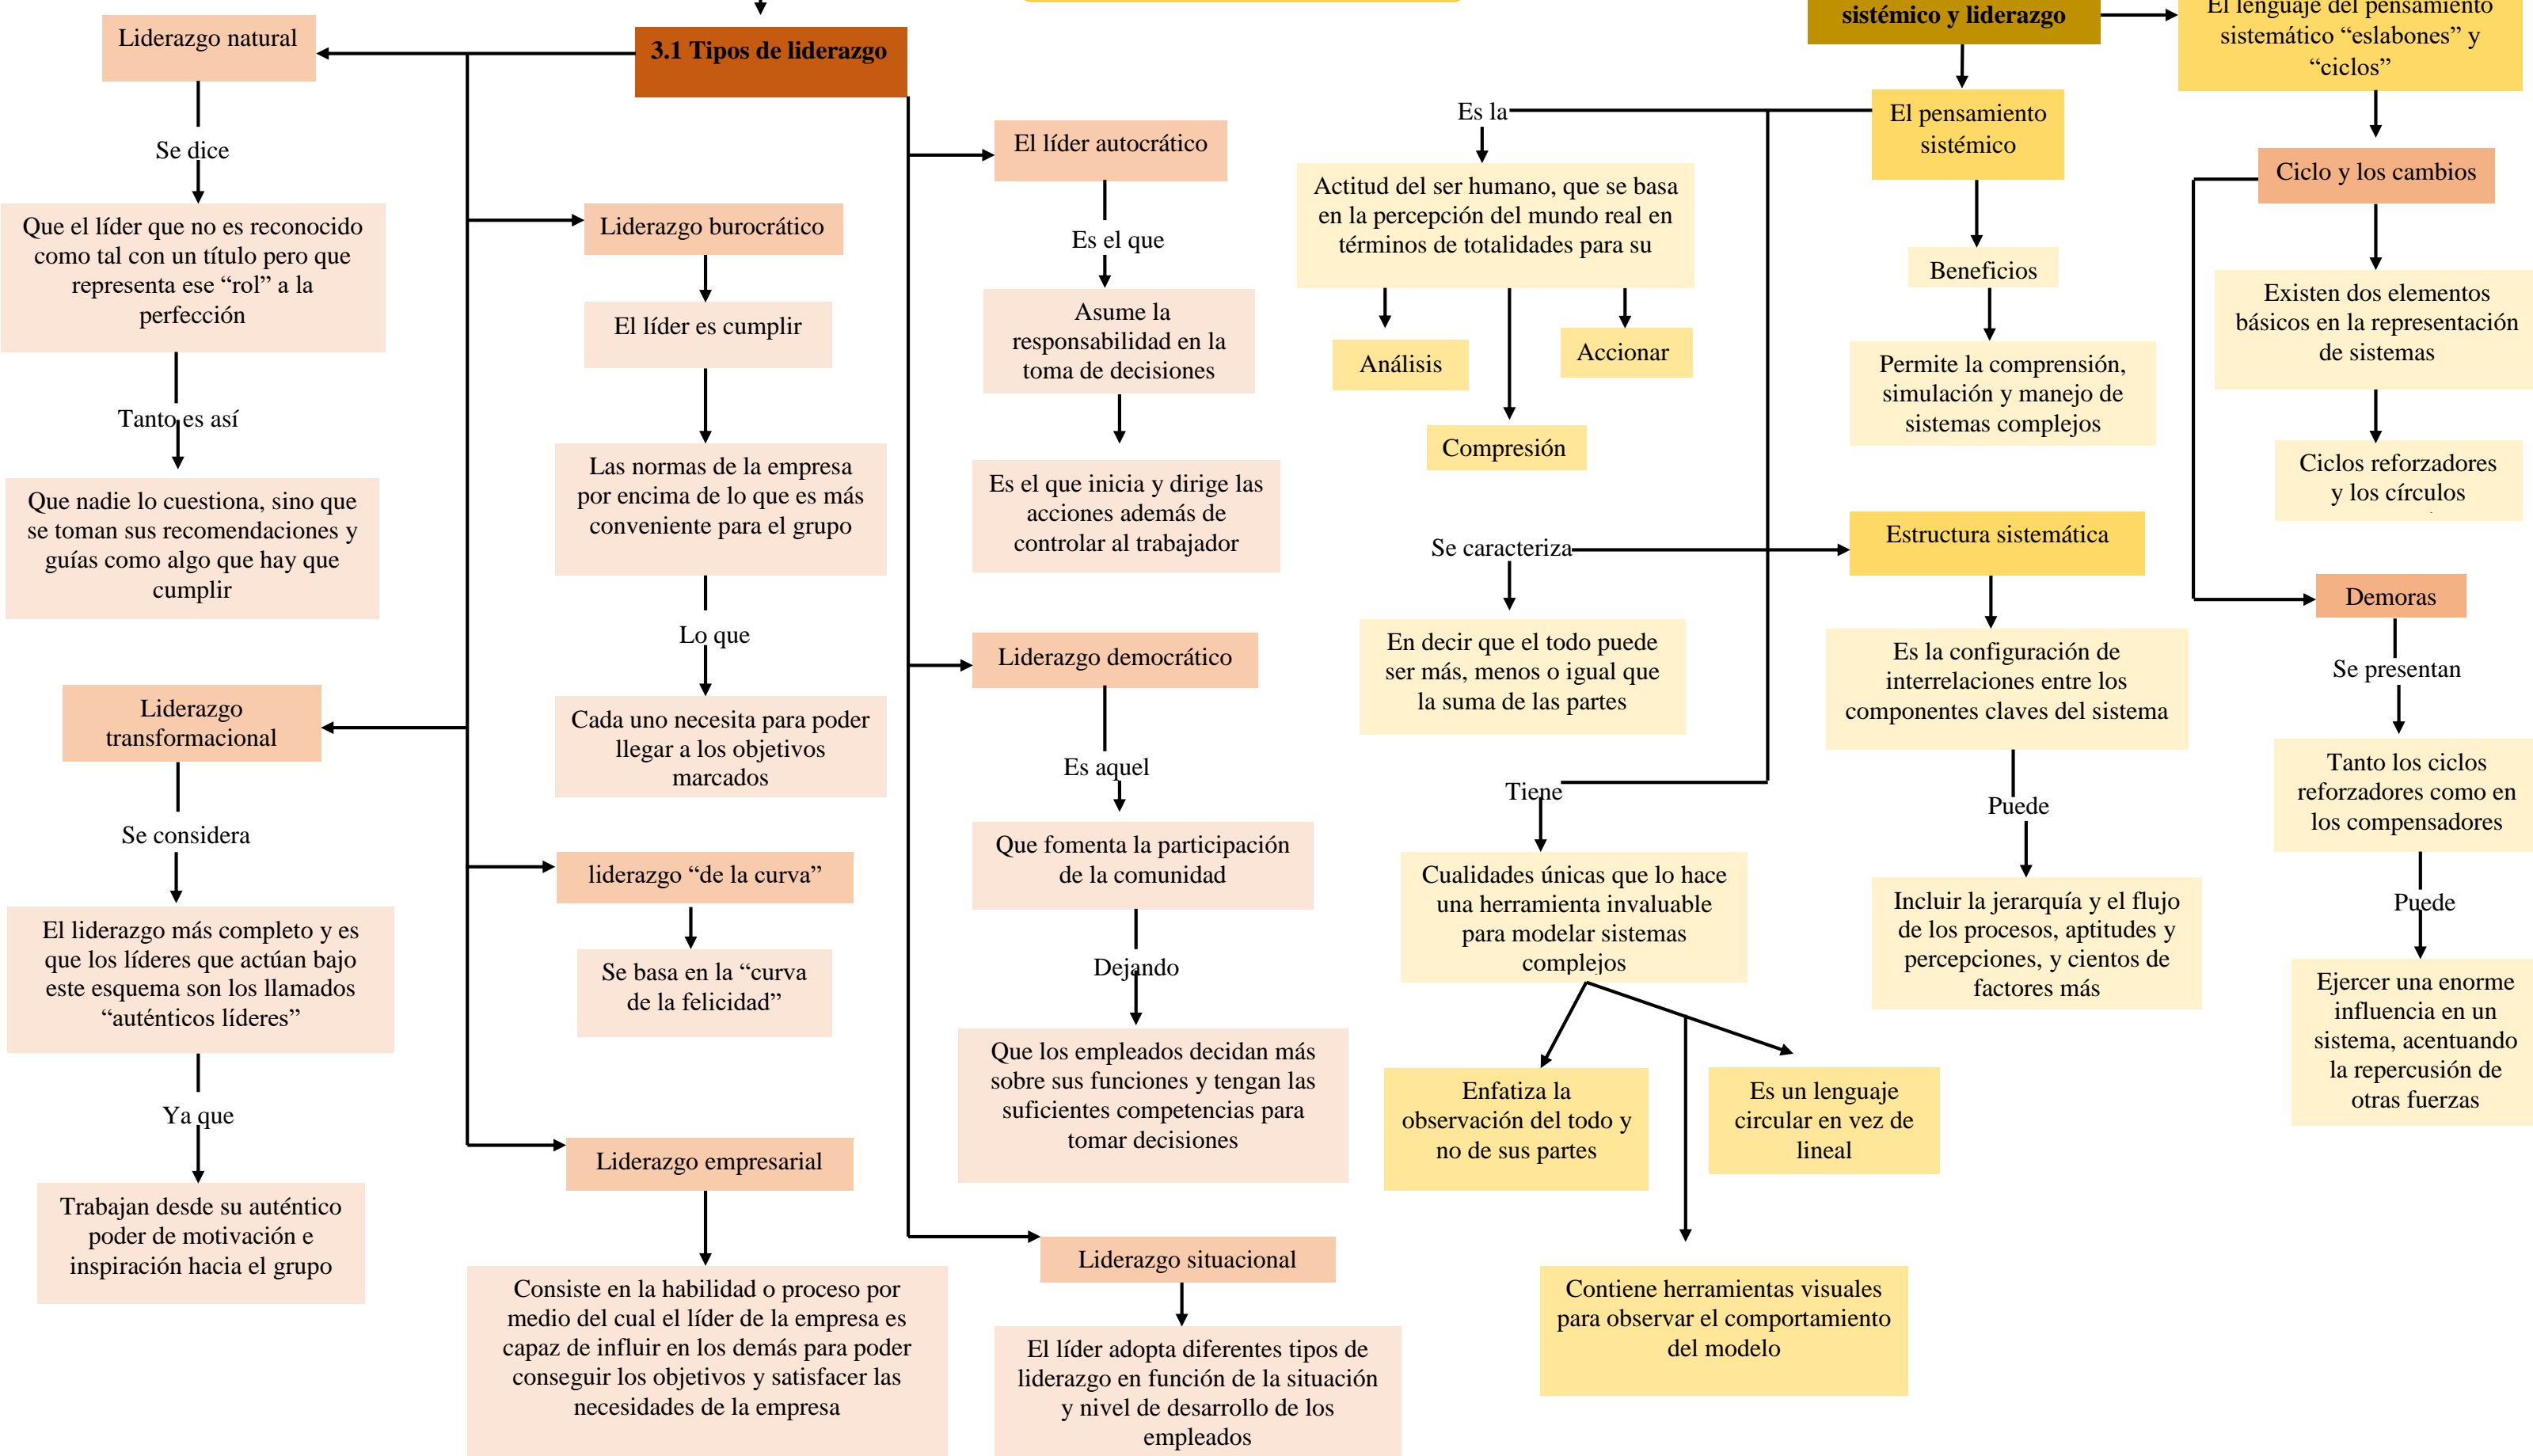 Liderazgo natural
Se dice
Que el líder que no es reconocido
como tal con un título pero que
representa ese “rol” a la
perfección
Tanto es así
Que nadie lo cuestiona, sino que
se toman sus recomendaciones y
guías como algo que hay que
cumplir
Liderazgo
transformacional
Se considera
El liderazgo más completo y es
que los líderes que actúan bajo
este esquema son los llamados
“auténticos líderes”
Ya que
Trabajan desde su auténtico
poder de motivación e
inspiración hacia el grupo
3.1 Tipos de liderazgo
Liderazgo burocrático
El líder es cumplir
Las normas de la empresa
por encima de lo que es más
conveniente para el grupo
Lo que
Cada uno necesita para poder
llegar a los objetivos
marcados
liderazgo “de la curva”
Se basa en la “curva
de la felicidad”
Liderazgo empresarial
Consiste en la habilidad o proceso por
medio del cual el líder de la empresa es
capaz de influir en los demás para poder
conseguir los objetivos y satisfacer las
necesidades de la empresa
El líder autocrático
Es el que
Asume la
responsabilidad en la
toma de decisiones
Es el que inicia y dirige las
acciones además de
controlar al trabajador
Liderazgo democrático
Es aquel
Que fomenta la participación
de la comunidad
Dejando
Que los empleados decidan más
sobre sus funciones y tengan las
suficientes competencias para
tomar decisiones
Liderazgo situacional
El líder adopta diferentes tipos de
liderazgo en función de la situación
y nivel de desarrollo de los
empleados
sistémico y liderazgo
El pensamiento
sistémico
Es la
Actitud del ser humano, que se basa
en la percepción del mundo real en
términos de totalidades para su
Análisis
Compresión
Accionar
Beneficios
Permite la comprensión,
simulación y manejo de
sistemas complejos
Se caracteriza
En decir que el todo puede
ser más, menos o igual que
la suma de las partes
Estructura sistemática
Es la configuración de
interrelaciones entre los
componentes claves del sistema
Puede
Incluir la jerarquía y el flujo
de los procesos, aptitudes y
percepciones, y cientos de
factores más
Tiene
Cualidades únicas que lo hace
una herramienta invaluable
para modelar sistemas
complejos
Enfatiza la
observación del todo y
no de sus partes
Es un lenguaje
circular en vez de
lineal
Contiene herramientas visuales
para observar el comportamiento
del modelo
El lenguaje del pensamiento
sistemático “eslabones” y
“ciclos”
Ciclo y los cambios
Existen dos elementos
básicos en la representación
de sistemas
Ciclos reforzadores
y los círculos
Demoras
Se presentan
Tanto los ciclos
reforzadores como en
los compensadores
Puede
Ejercer una enorme
influencia en un
sistema, acentuando
la repercusión de
otras fuerzas